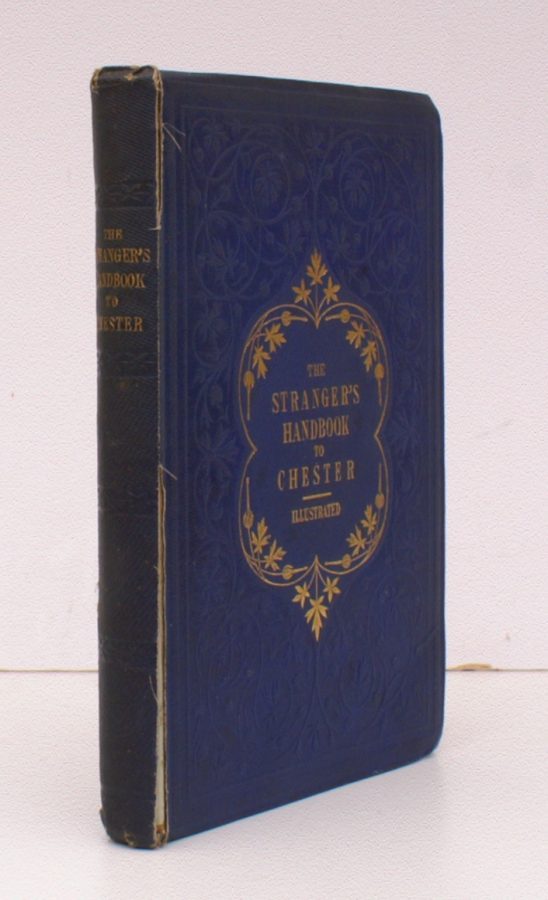 THE
STRANGER'S
HANDBOOK
TO
CHESTER
THE
STRANGER'S
HANDBOOK
TO
CHESTER
ILLUSTRATED